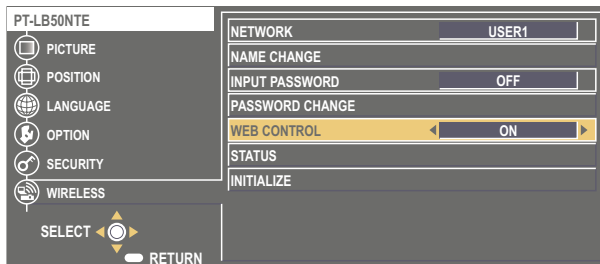 PT-LB50NTE
PICTURE
POSITION
LANGUAGE
OPTION
SECURITY
WIRELESS
SELECT
RETURN
NETWORK USER1
NAME CHANGE
INPUT PASSWORD OFF
PASSWORD CHANGE
WEB CONTROL ON
STATUS
INITIALIZE